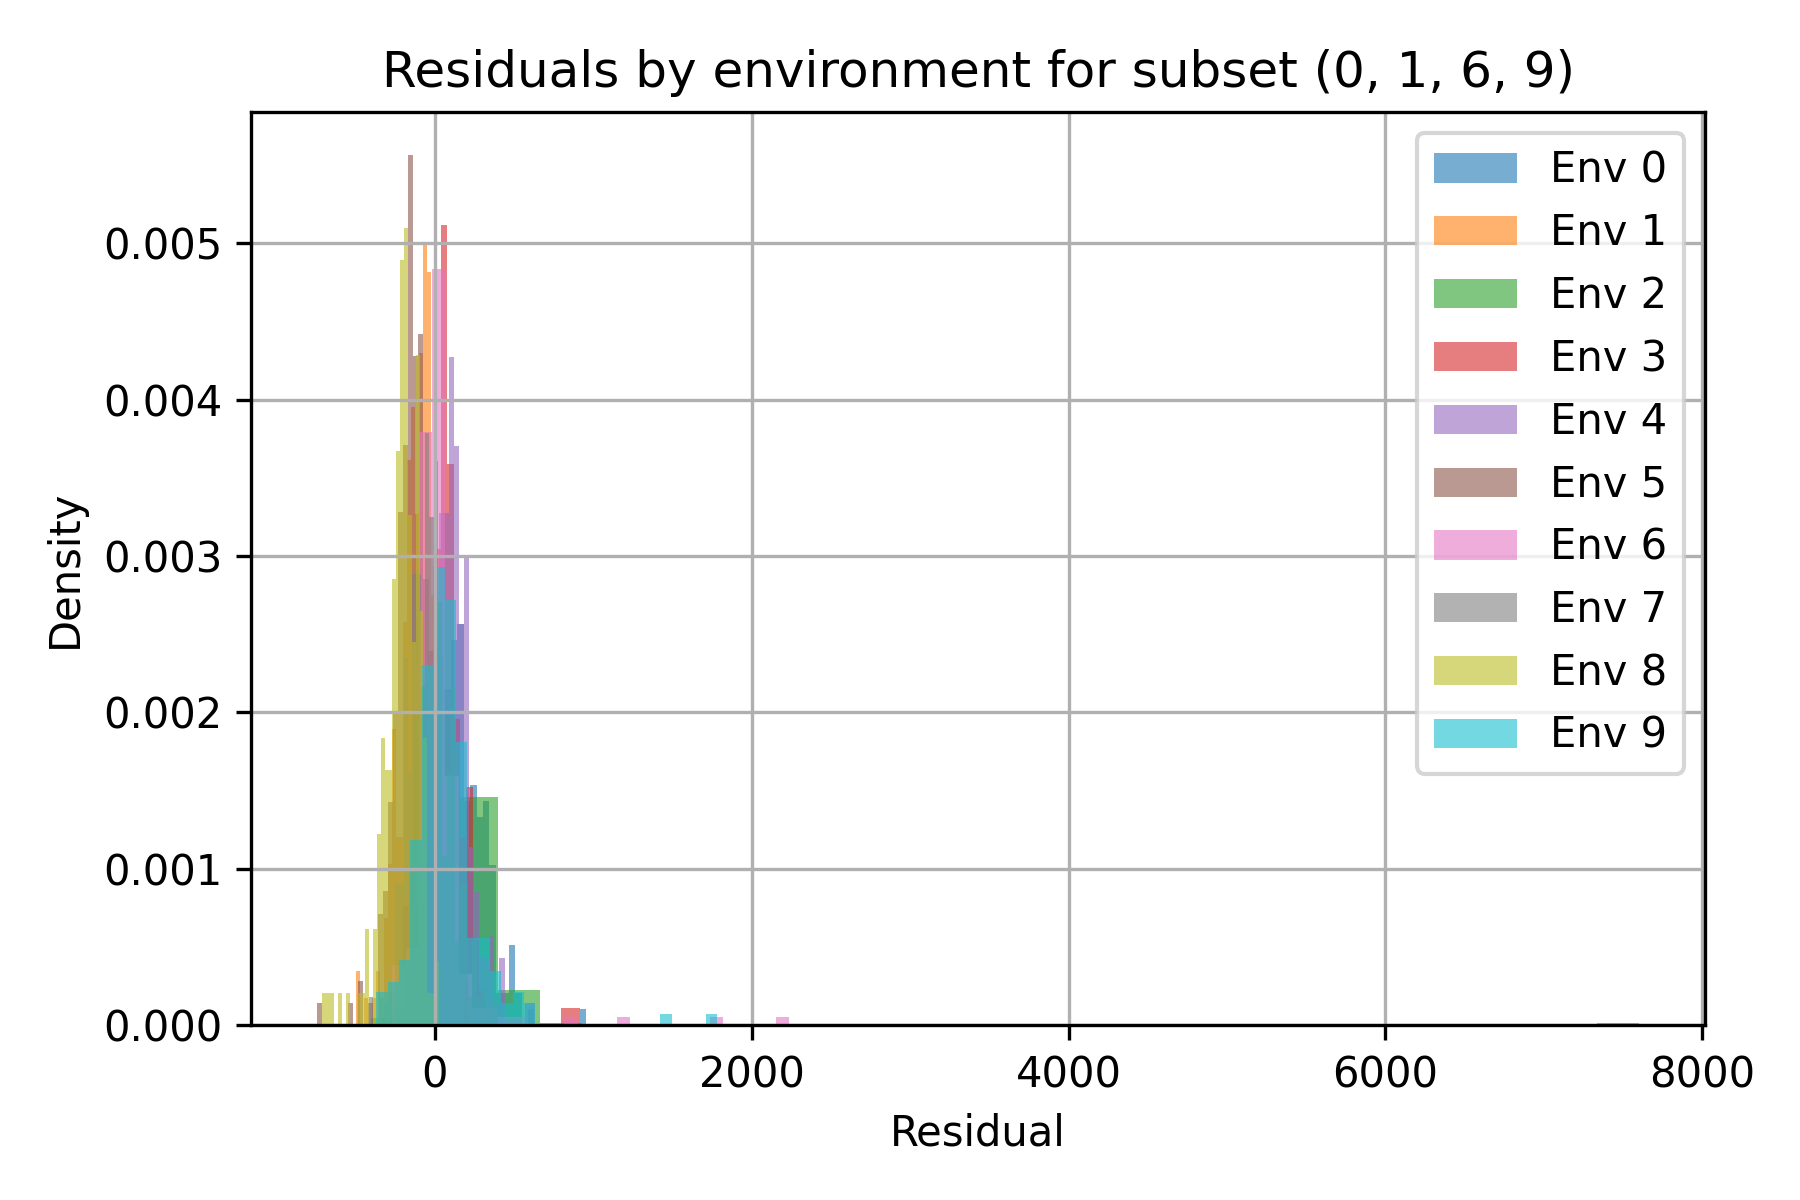 Residuals by environment for subset (0, 1, 6, 9)
Density
0.005
0.004
0.003
0.002
0.001
0.000
0
2000
4000
6000
8000
Residual
Env 0
Env 1
Env 2
Env 3
Env 4
Env 5
Env 6
Env 7
Env 8
Env 9